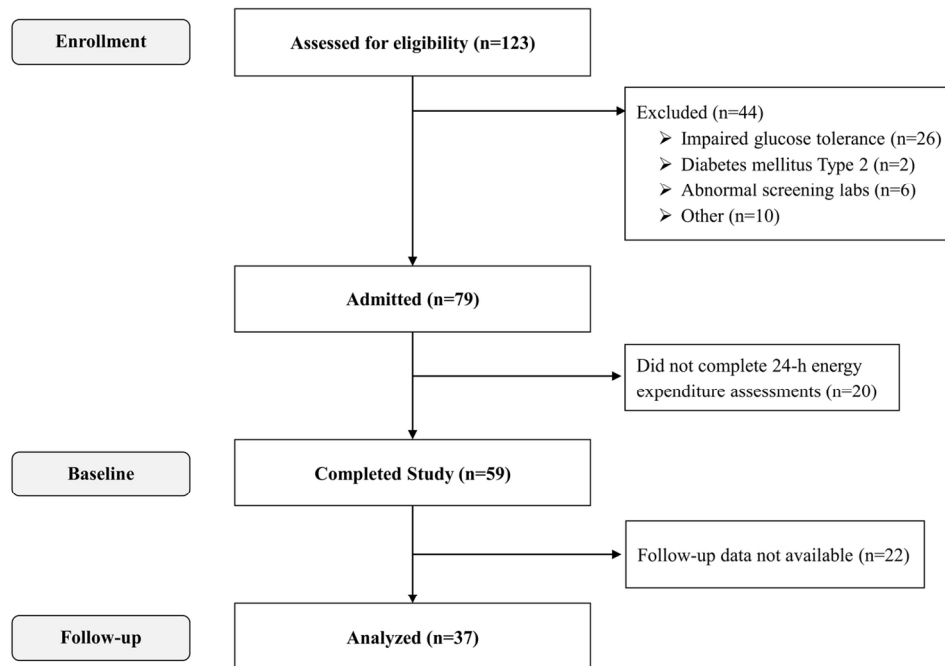 Enrollment
Assessed for eligibility (n=123)
Excluded (n=44)
➤ Impaired glucose tolerance (n=26)
➤ Diabetes mellitus Type 2 (n=2)
➤ Abnormal screening labs (n=6)
➤ Other (n=10)
Admitted (n=79)
Did not complete 24-h energy
expenditure assessments (n=20)
Baseline
Completed Study (n=59)
Follow-up data not available (n=22)
Follow-up
Analyzed (n=37)